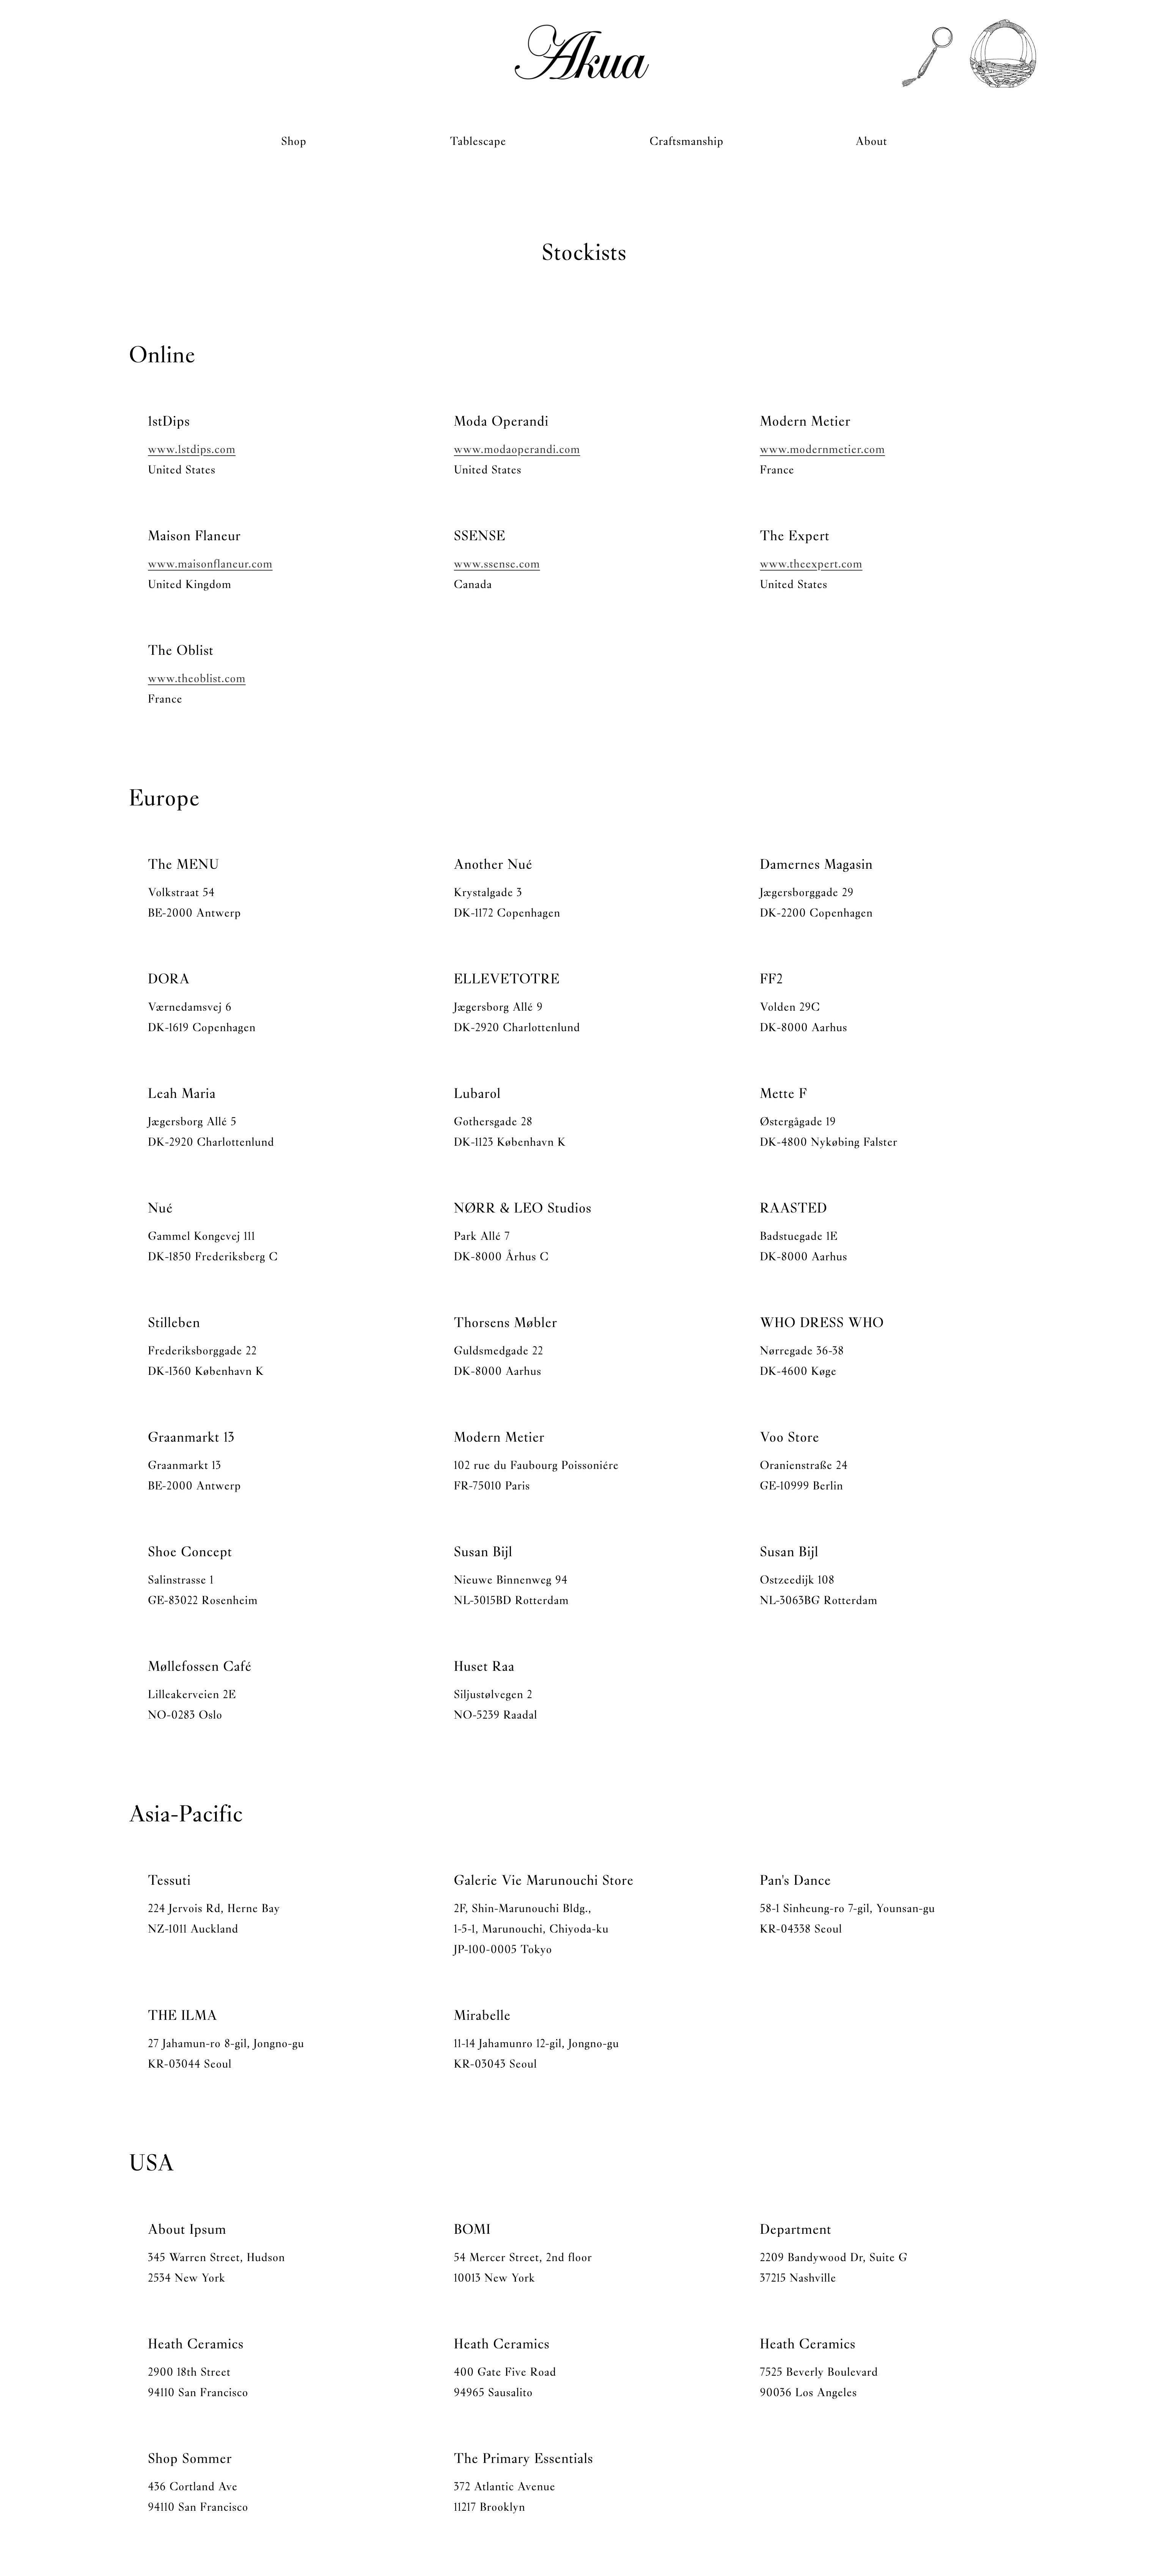 Akua
Shop
Tablescape
Craftsmanship
About
Stockists
Online
1stDips
www.1stdips.com
United States
Moda Operandi
www.modaoperandi.com
United States
Modern Metier
www.modernmetier.com
France
Maison Flaneur
www.maisonflaneur.com
United Kingdom
SSENSE
www.ssense.com
Canada
The Expert
www.theexpert.com
United States
The Oblist
www.theoblist.com
France
Europe
The MENU
Volkstraat 54
BE-2000 Antwerp
Another Nué
Krystalgade 3
DK-1172 Copenhagen
Damernes Magasin
Jægersborggade 29
DK-2200 Copenhagen
DORA
Værnedamsvej 6
DK-1619 Copenhagen
ELLEVETOTRE
Jægersborg Allé 9
DK-2920 Charlottenlund
FF2
Volden 29C
DK-8000 Aarhus
Leah Maria
Jægersborg Allé 5
DK-2920 Charlottenlund
Lubarol
Gothersgade 28
DK-1123 København K
Mette F
Østergågade 19
DK-4800 Nykøbing Falster
Nué
Gammel Kongevej 111
DK-1850 Frederiksberg C
NØRR & LEO Studios
Park Allé 7
DK-8000 Århus C
RAASTED
Badstuegade 1E
DK-8000 Aarhus
Stilleben
Frederiksborggade 22
DK-1360 København K
Thorsens Møbler
Guldsmedgade 22
DK-8000 Aarhus
WHO DRESS WHO
Nørregade 36-38
DK-4600 Køge
Graanmarkt 13
Graanmarkt 13
BE-2000 Antwerp
Modern Metier
102 rue du Faubourg Poissoniére
FR-75010 Paris
Voo Store
Oranienstraße 24
GE-10999 Berlin
Shoe Concept
Salinstrasse 1
GE-83022 Rosenheim
Susan Bijl
Nieuwe Binnenweg 94
NL-3015BD Rotterdam
Susan Bijl
Ostzeedijk 108
NL-3063BG Rotterdam
Møllefossen Café
Lilleakerveien 2E
NO-0283 Oslo
Huset Raa
Siljustølvegen 2
NO-5239 Raadal
Asia-Pacific
Tessuti
224 Jervois Rd, Herne Bay
NZ-1011 Auckland
Galerie Vie Marunouchi Store
2F, Shin-Marunouchi Bldg.,
1-5-1, Marunouchi, Chiyoda-ku
JP-100-0005 Tokyo
Pan's Dance
58-1 Sinheung-ro 7-gil, Younsan-gu
KR-04338 Seoul
THE ILMA
27 Jahamun-ro 8-gil, Jongno-gu
KR-03044 Seoul
Mirabelle
11-14 Jahamunro 12-gil, Jongno-gu
KR-03043 Seoul
USA
About Ipsum
345 Warren Street, Hudson
2534 New York
BOMI
54 Mercer Street, 2nd floor
10013 New York
Department
2209 Bandywood Dr, Suite G
37215 Nashville
Heath Ceramics
2900 18th Street
94110 San Francisco
Heath Ceramics
400 Gate Five Road
94965 Sausalito
Heath Ceramics
7525 Beverly Boulevard
90036 Los Angeles
Shop Sommer
436 Cortland Ave
94110 San Francisco
The Primary Essentials
372 Atlantic Avenue
11217 Brooklyn